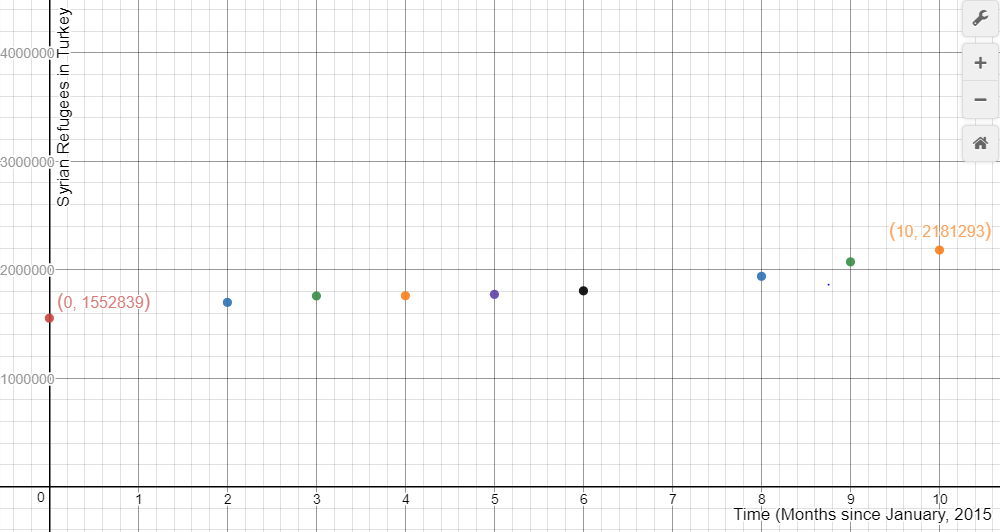 Syrian Refugees in Turkey
4000000
3000000
2000000
1000000
(0, 1552839)
(10, 2181293)
0 1 2 3 4 5 6 7 8 9 10
Time (Months since January, 2015